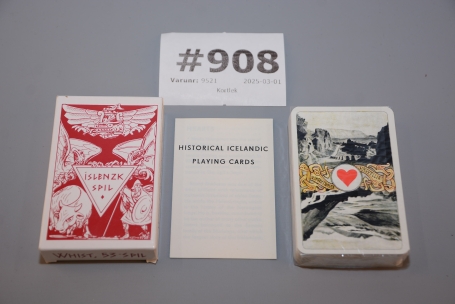 #908
Varunr: 9521 2025-03-01
HISTORICAL ICELANDIC
PLAYING CARDS
ÍSLENZK
SPIL
WHIST, 53 SPIL